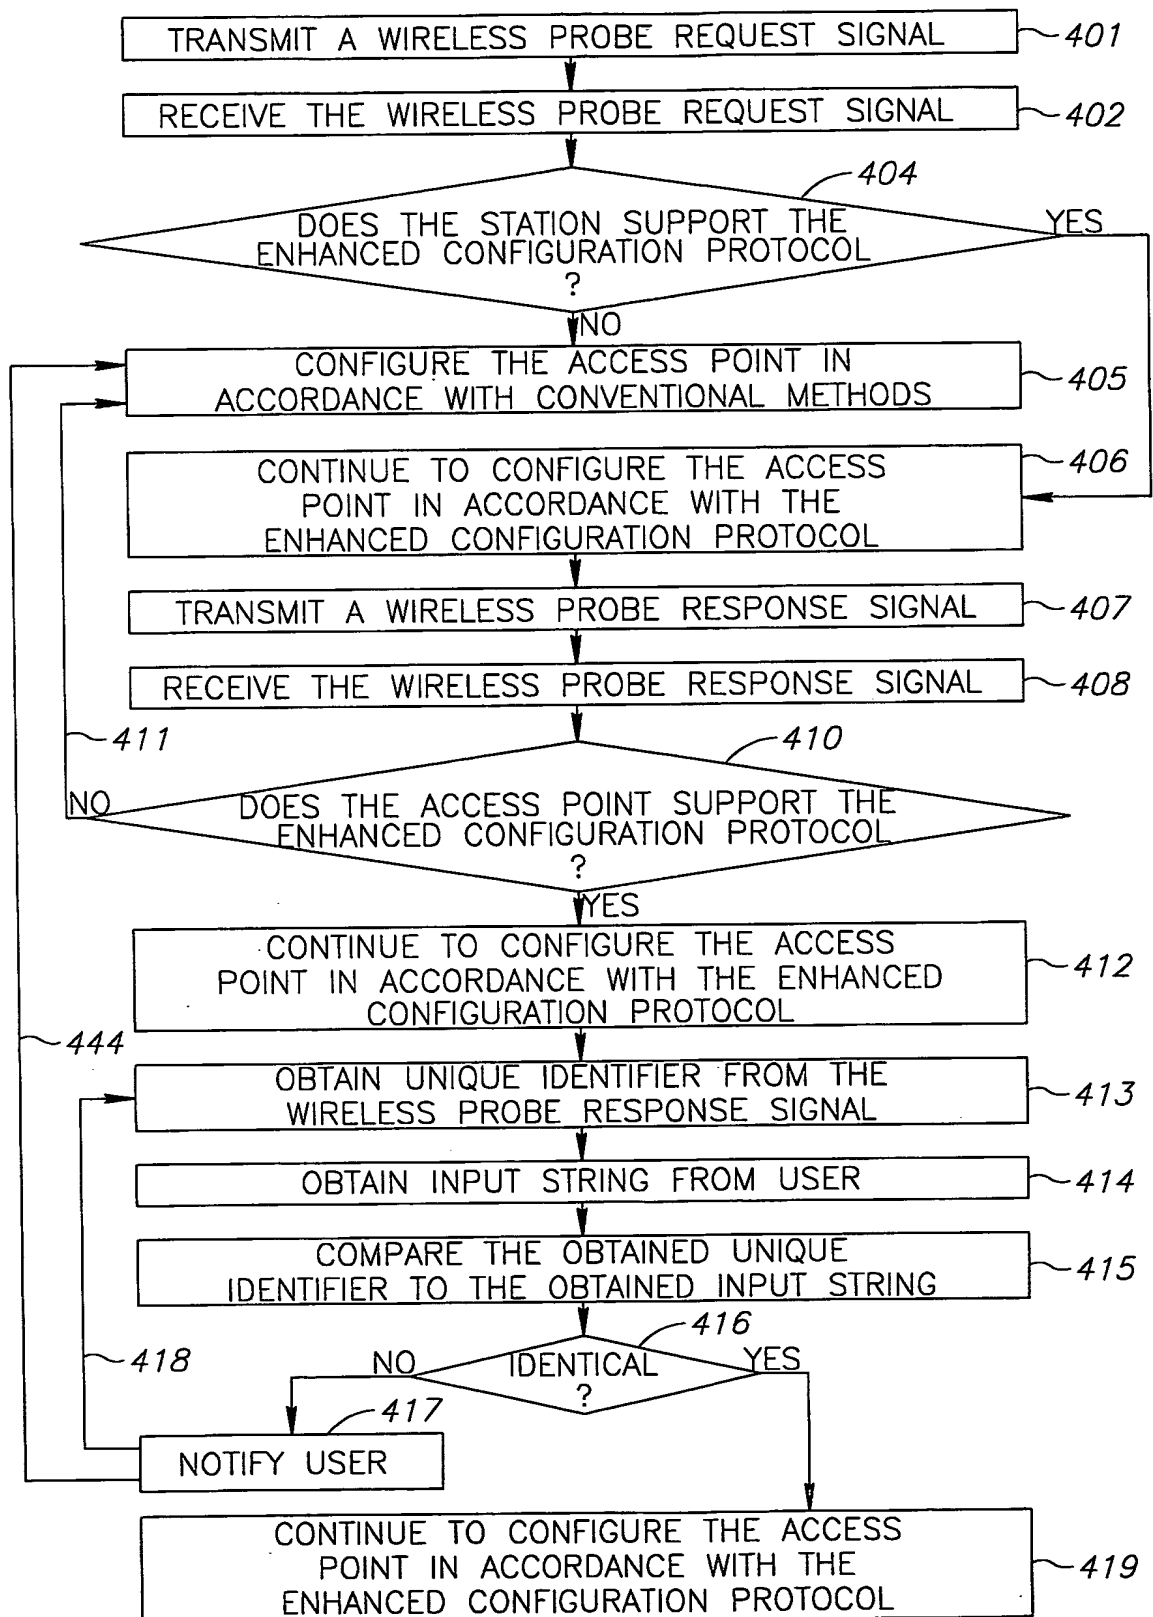 TRANSMIT A WIRELESS PROBE REQUEST SIGNAL 401
RECEIVE THE WIRELESS PROBE REQUEST SIGNAL 402
404
DOES THE STATION SUPPORT THE
ENHANCED CONFIGURATION PROTOCOL
?
YES
NO
CONFIGURE THE ACCESS POINT IN
ACCORDANCE WITH CONVENTIONAL METHODS
405
CONTINUE TO CONFIGURE THE ACCESS
POINT IN ACCORDANCE WITH THE
ENHANCED CONFIGURATION PROTOCOL
406
TRANSMIT A WIRELESS PROBE RESPONSE SIGNAL 407
RECEIVE THE WIRELESS PROBE RESPONSE SIGNAL 408
411
410
NO
DOES THE ACCESS POINT SUPPORT THE
ENHANCED CONFIGURATION PROTOCOL
?
YES
CONTINUE TO CONFIGURE THE ACCESS
POINT IN ACCORDANCE WITH THE ENHANCED
CONFIGURATION PROTOCOL
412
444
OBTAIN UNIQUE IDENTIFIER FROM THE
WIRELESS PROBE RESPONSE SIGNAL
413
OBTAIN INPUT STRING FROM USER 414
COMPARE THE OBTAINED UNIQUE
IDENTIFIER TO THE OBTAINED INPUT STRING
415
416
418
NO
IDENTICAL
?
YES
417
NOTIFY USER
CONTINUE TO CONFIGURE THE ACCESS
POINT IN ACCORDANCE WITH THE
ENHANCED CONFIGURATION PROTOCOL
419